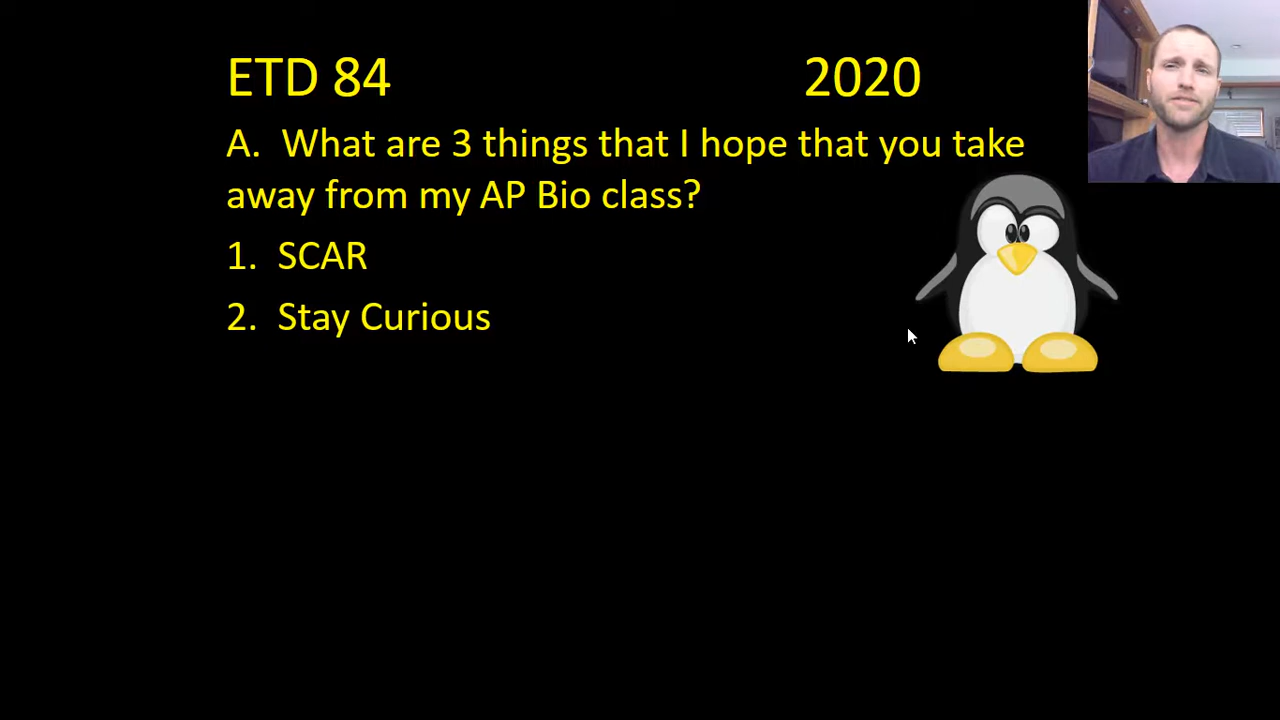 ETD 84 2020
A. What are 3 things that I hope that you take
away from my AP Bio class?
1. SCAR
2. Stay Curious